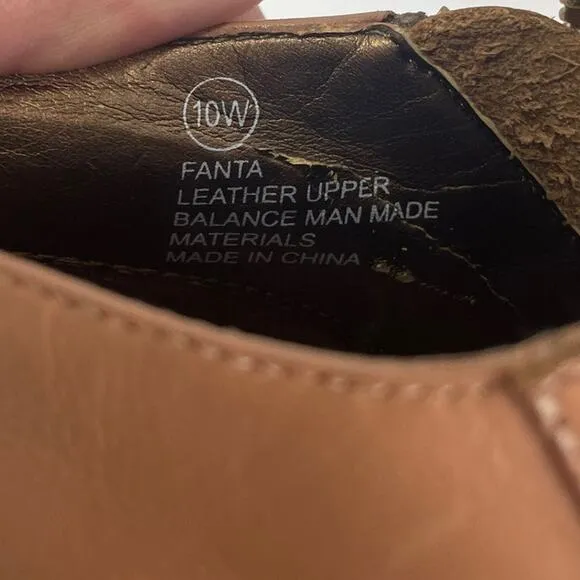 10W
FANTA
LEATHER UPPER
BALANCE MAN MADE
MATERIALS
MADE IN CHINA